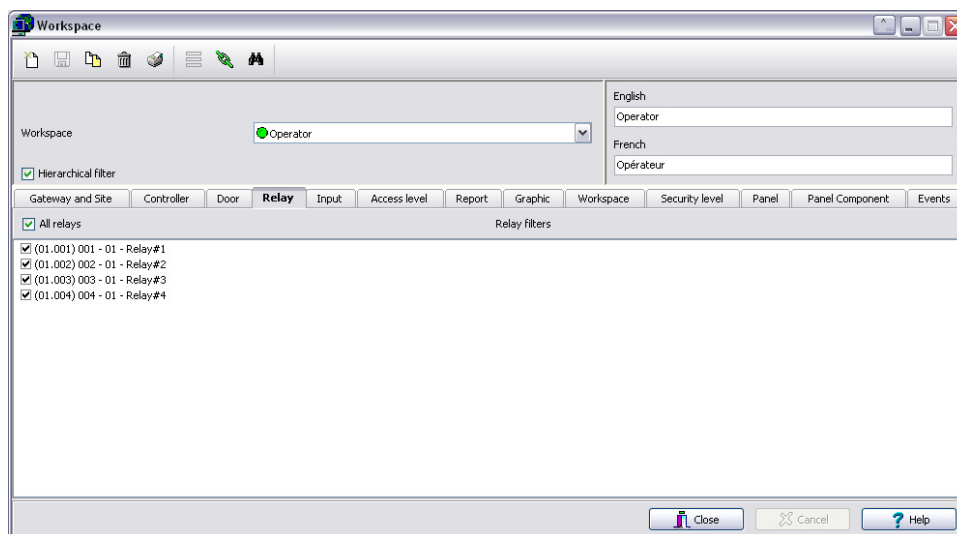 Workspace
English
Operator
Workspace
Operator
French
Opérateur
Hierarchical filter
Gateway and Site Controller Door Relay Input Access level Report Graphic Workspace Security level Panel Panel Component Events
All relays Relay filters
(01.001) 001 - 01 - Relay#1
(01.002) 002 - 01 - Relay#2
(01.003) 003 - 01 - Relay#3
(01.004) 004 - 01 - Relay#4
Close Cancel Help